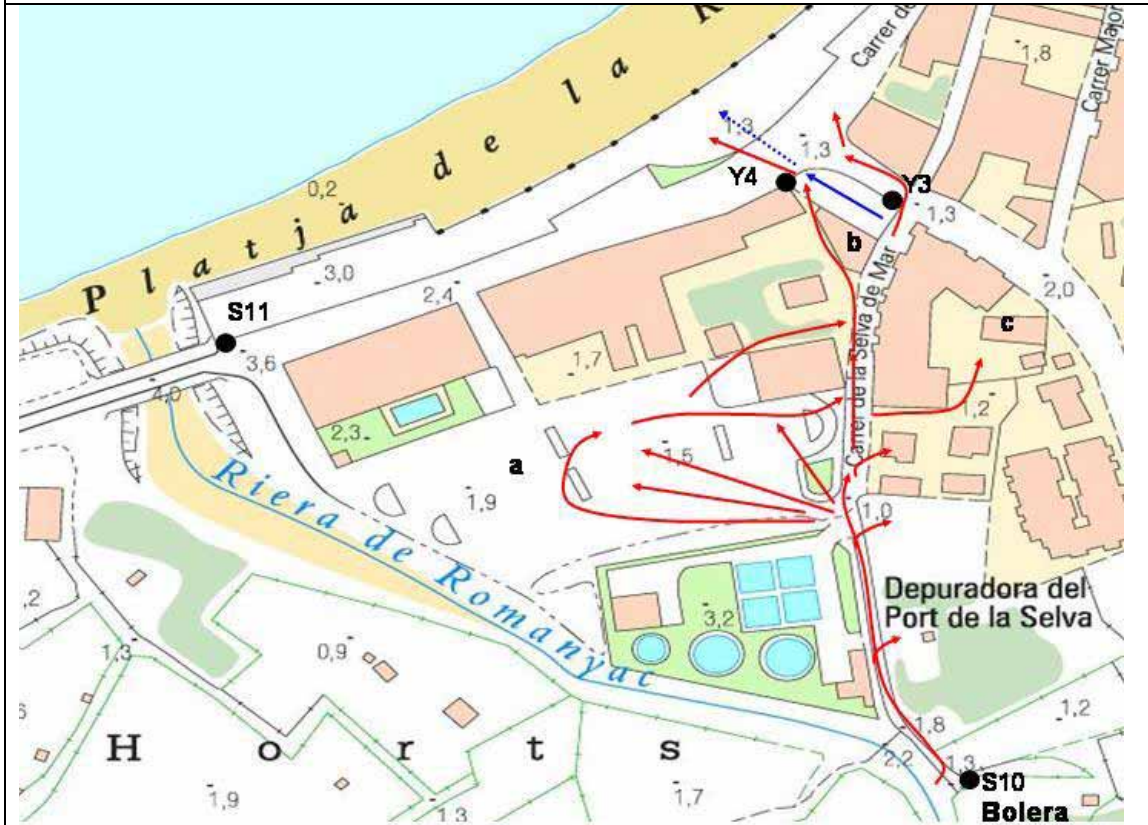 Carrer de
1,8
Carrer Major
Platja de la R
0,2
1,3
1,3
Y4
Y3
1,3
b
3,0
2,4
2,0
S11
3,6
c
1,7
Carrer de la Selva de Mar
4,0
1,2
2,3
a
1,5
1,9
1,0
Riera de Romanyac
Depuradora del
Port de la Selva
3,2
,2
1,3
0,9
1,8
1,2
Horts
2,2
1,3
S10
Bolera
1,9
1,3
1,7